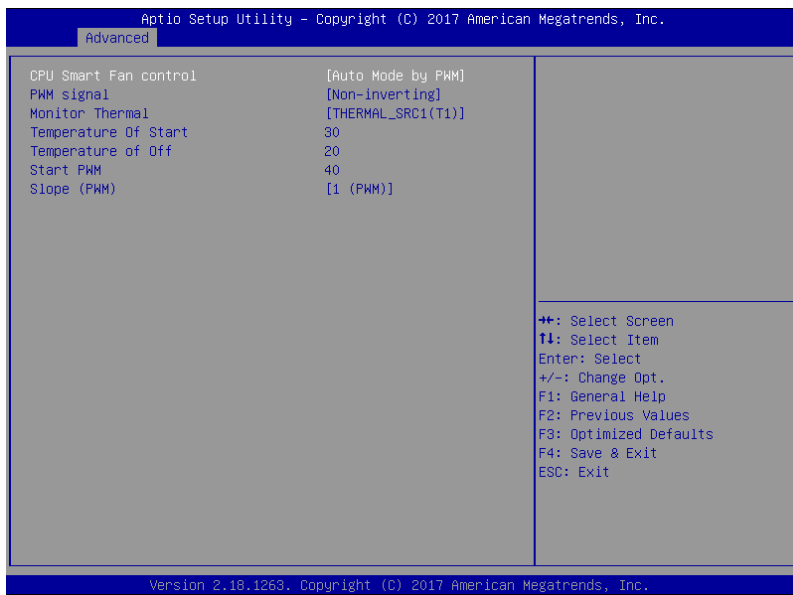 Aptio Setup Utility – Copyright (C) 2017 American Megatrends, Inc.
Advanced
CPU Smart Fan control [Auto Mode by PWM]
PWM signal [Non-inverting]
Monitor Thermal [THERMAL_SRC1(T1)]
Temperature Of Start 30
Temperature of Off 20
Start PWM 40
Slope (PWM) [1 (PWM)]
→←: Select Screen
↑↓: Select Item
Enter: Select
+/-: Change Opt.
F1: General Help
F2: Previous Values
F3: Optimized Defaults
F4: Save & Exit
ESC: Exit
Version 2.18.1263. Copyright (C) 2017 American Megatrends, Inc.